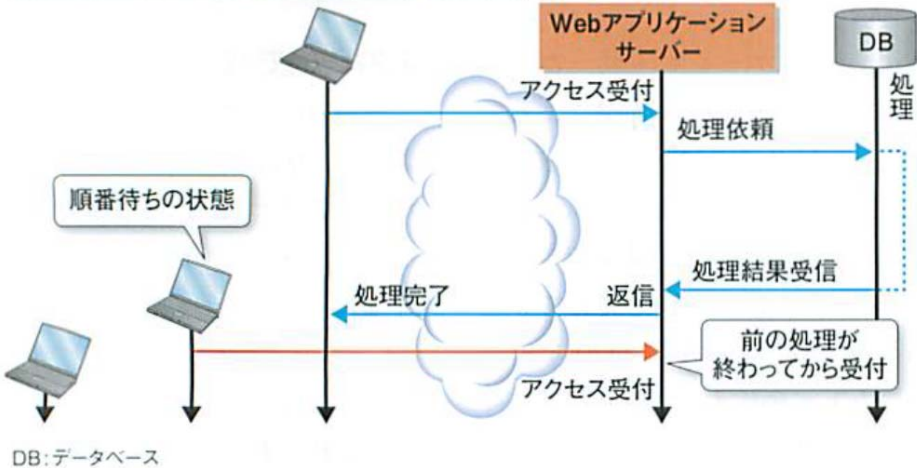 Webアプリケーション
サーバー
DB
処理
アクセス受付
処理依頼
順番待ちの状態
処理結果受信
処理完了
返信
前の処理が
終わってから受付
アクセス受付
DB:データベース